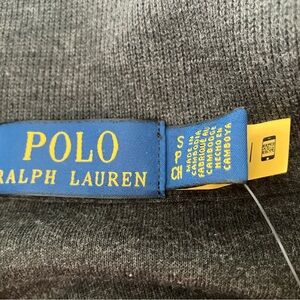 POLO
RALPH LAUREN
S
P
CH
MADE IN
CAMBODIA
FABRIQUÉ AU
CAMBODGE
HECHO EN
CAMBOYA